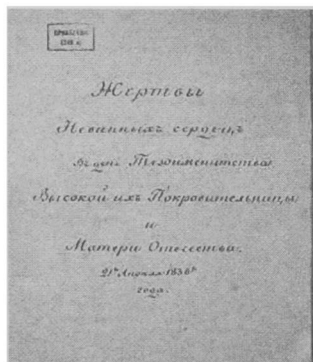 Жертвы
Невинныхъ сердецъ
Въ день Тезоименитства
Высокой ихъ Покровительницы
и
Матери Отечества.
21го Апреля 1836го
года.